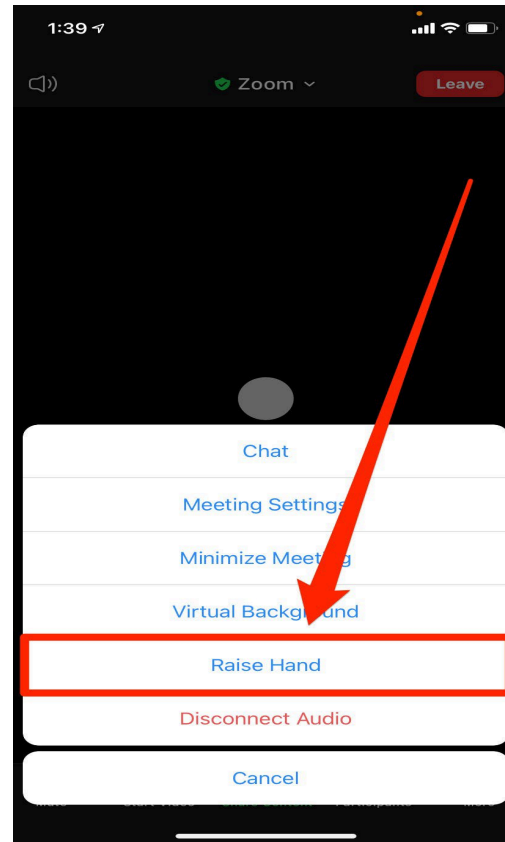 1:39
Zoom
Leave
Chat
Meeting Settings
Minimize Meeting
Virtual Background
Raise Hand
Disconnect Audio
Cancel